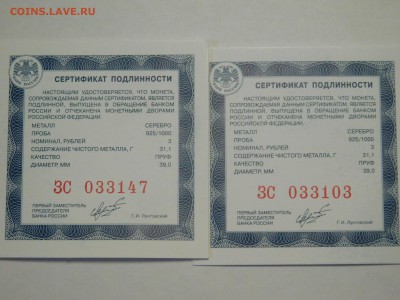 COINS.LAVE.RU
СЕРТИФИКАТ ПОДЛИННОСТИ
НАСТОЯЩИМ УДОСТОВЕРЯЕТСЯ, ЧТО МОНЕТА,
СОПРОВОЖДАЕМАЯ ДАННЫМ СЕРТИФИКАТОМ, ЯВЛЯЕТСЯ
ПОДЛИННОЙ, ВЫПУЩЕНА В ОБРАЩЕНИЕ БАНКОМ
РОССИИ И ОТЧЕКАНЕНА МОНЕТНЫМИ ДВОРАМИ
РОССИЙСКОЙ ФЕДЕРАЦИИ.
МЕТАЛЛ СЕРЕБРО
ПРОБА 925/1000
НОМИНАЛ, РУБЛЕЙ 3
СОДЕРЖАНИЕ ЧИСТОГО МЕТАЛЛА, Г 31,1
КАЧЕСТВО ПРУФ
ДИАМЕТР, ММ 39,0
ЗС 033147
ПЕРВЫЙ ЗАМЕСТИТЕЛЬ
ПРЕДСЕДАТЕЛЯ
БАНКА РОССИИ
Г.И. Лунтовский
СЕРТИФИКАТ ПОДЛИННОСТИ
НАСТОЯЩИМ УДОСТОВЕРЯЕТСЯ, ЧТО МОНЕТА,
СОПРОВОЖДАЕМАЯ ДАННЫМ СЕРТИФИКАТОМ, ЯВЛЯЕТСЯ
ПОДЛИННОЙ, ВЫПУЩЕНА В ОБРАЩЕНИЕ БАНКОМ
РОССИИ И ОТЧЕКАНЕНА МОНЕТНЫМИ ДВОРАМИ
РОССИЙСКОЙ ФЕДЕРАЦИИ.
МЕТАЛЛ СЕРЕБРО
ПРОБА 925/1000
НОМИНАЛ, РУБЛЕЙ 3
СОДЕРЖАНИЕ ЧИСТОГО МЕТАЛЛА, Г 31,1
КАЧЕСТВО ПРУФ
ДИАМЕТР, ММ 39,0
ЗС 033103
ПЕРВЫЙ ЗАМЕСТИТЕЛЬ
ПРЕДСЕДАТЕЛЯ
БАНКА РОССИИ
Г.И. Лунтовский